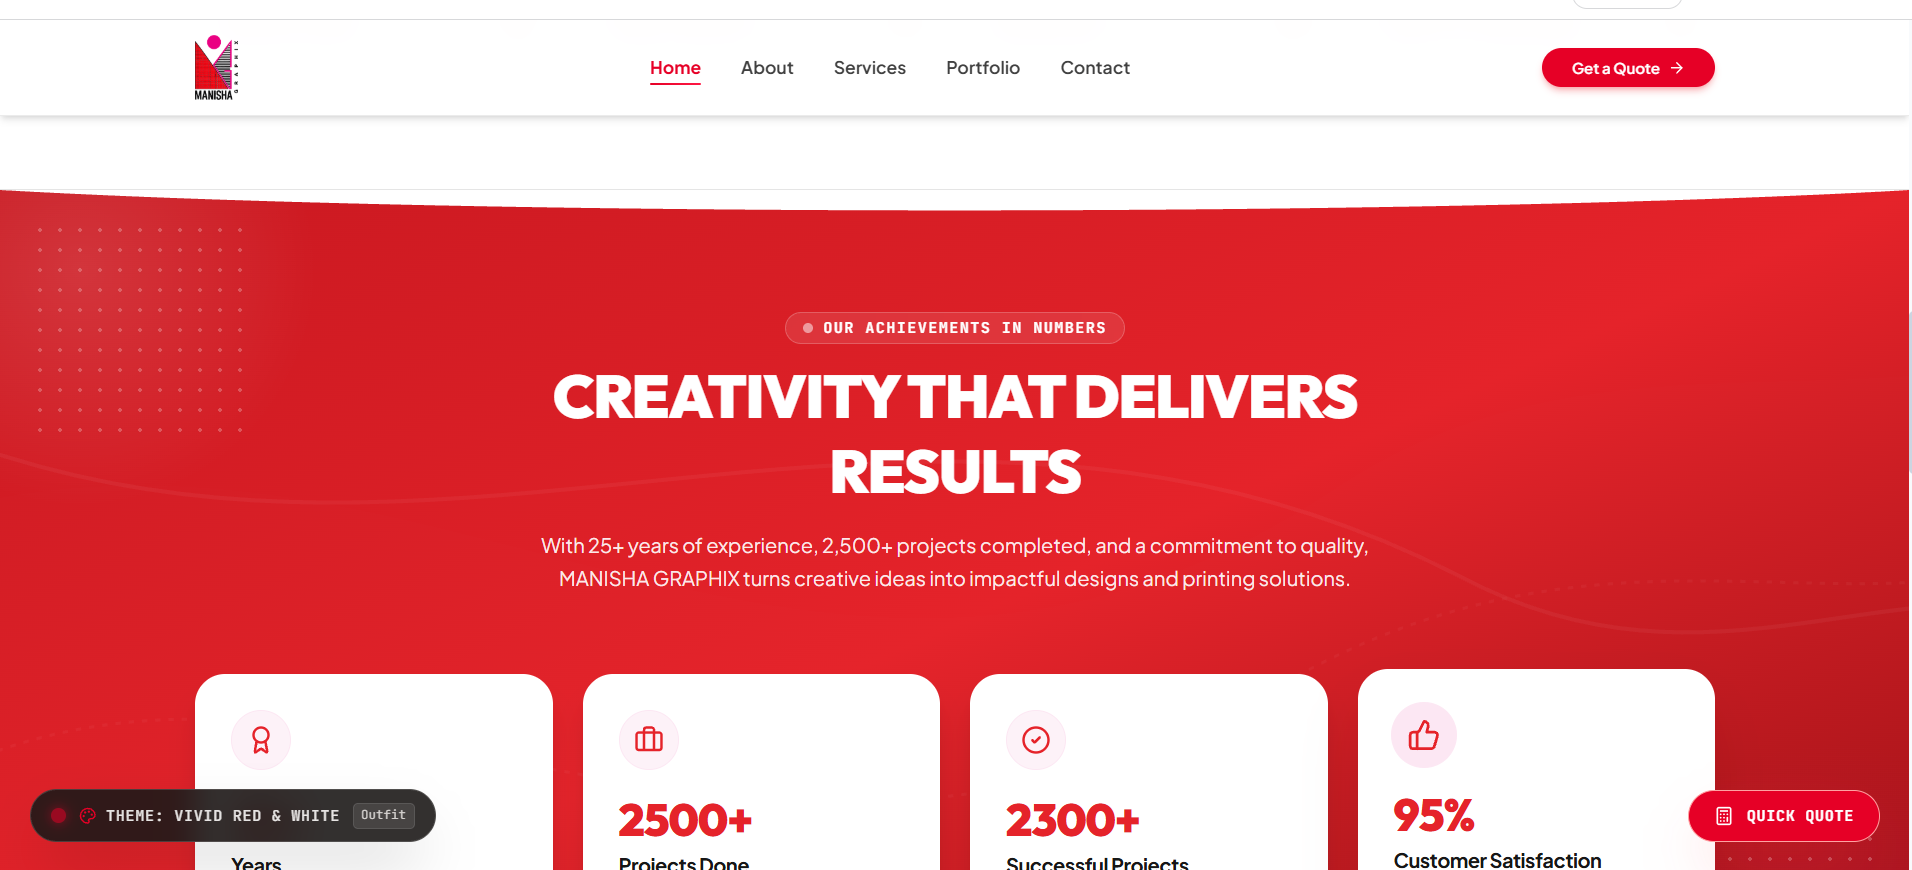 MANISHA
GRAPHIX
Home
About
Services
Portfolio
Contact
Get a Quote
OUR ACHIEVEMENTS IN NUMBERS
CREATIVITY THAT DELIVERS
RESULTS
With 25+ years of experience, 2,500+ projects completed, and a commitment to quality,
MANISHA GRAPHIX turns creative ideas into impactful designs and printing solutions.
2500+
2300+
95%
THEME: VIVID RED & WHITE
Outfit
QUICK QUOTE
Years
Projects Done
Successful Projects
Customer Satisfaction